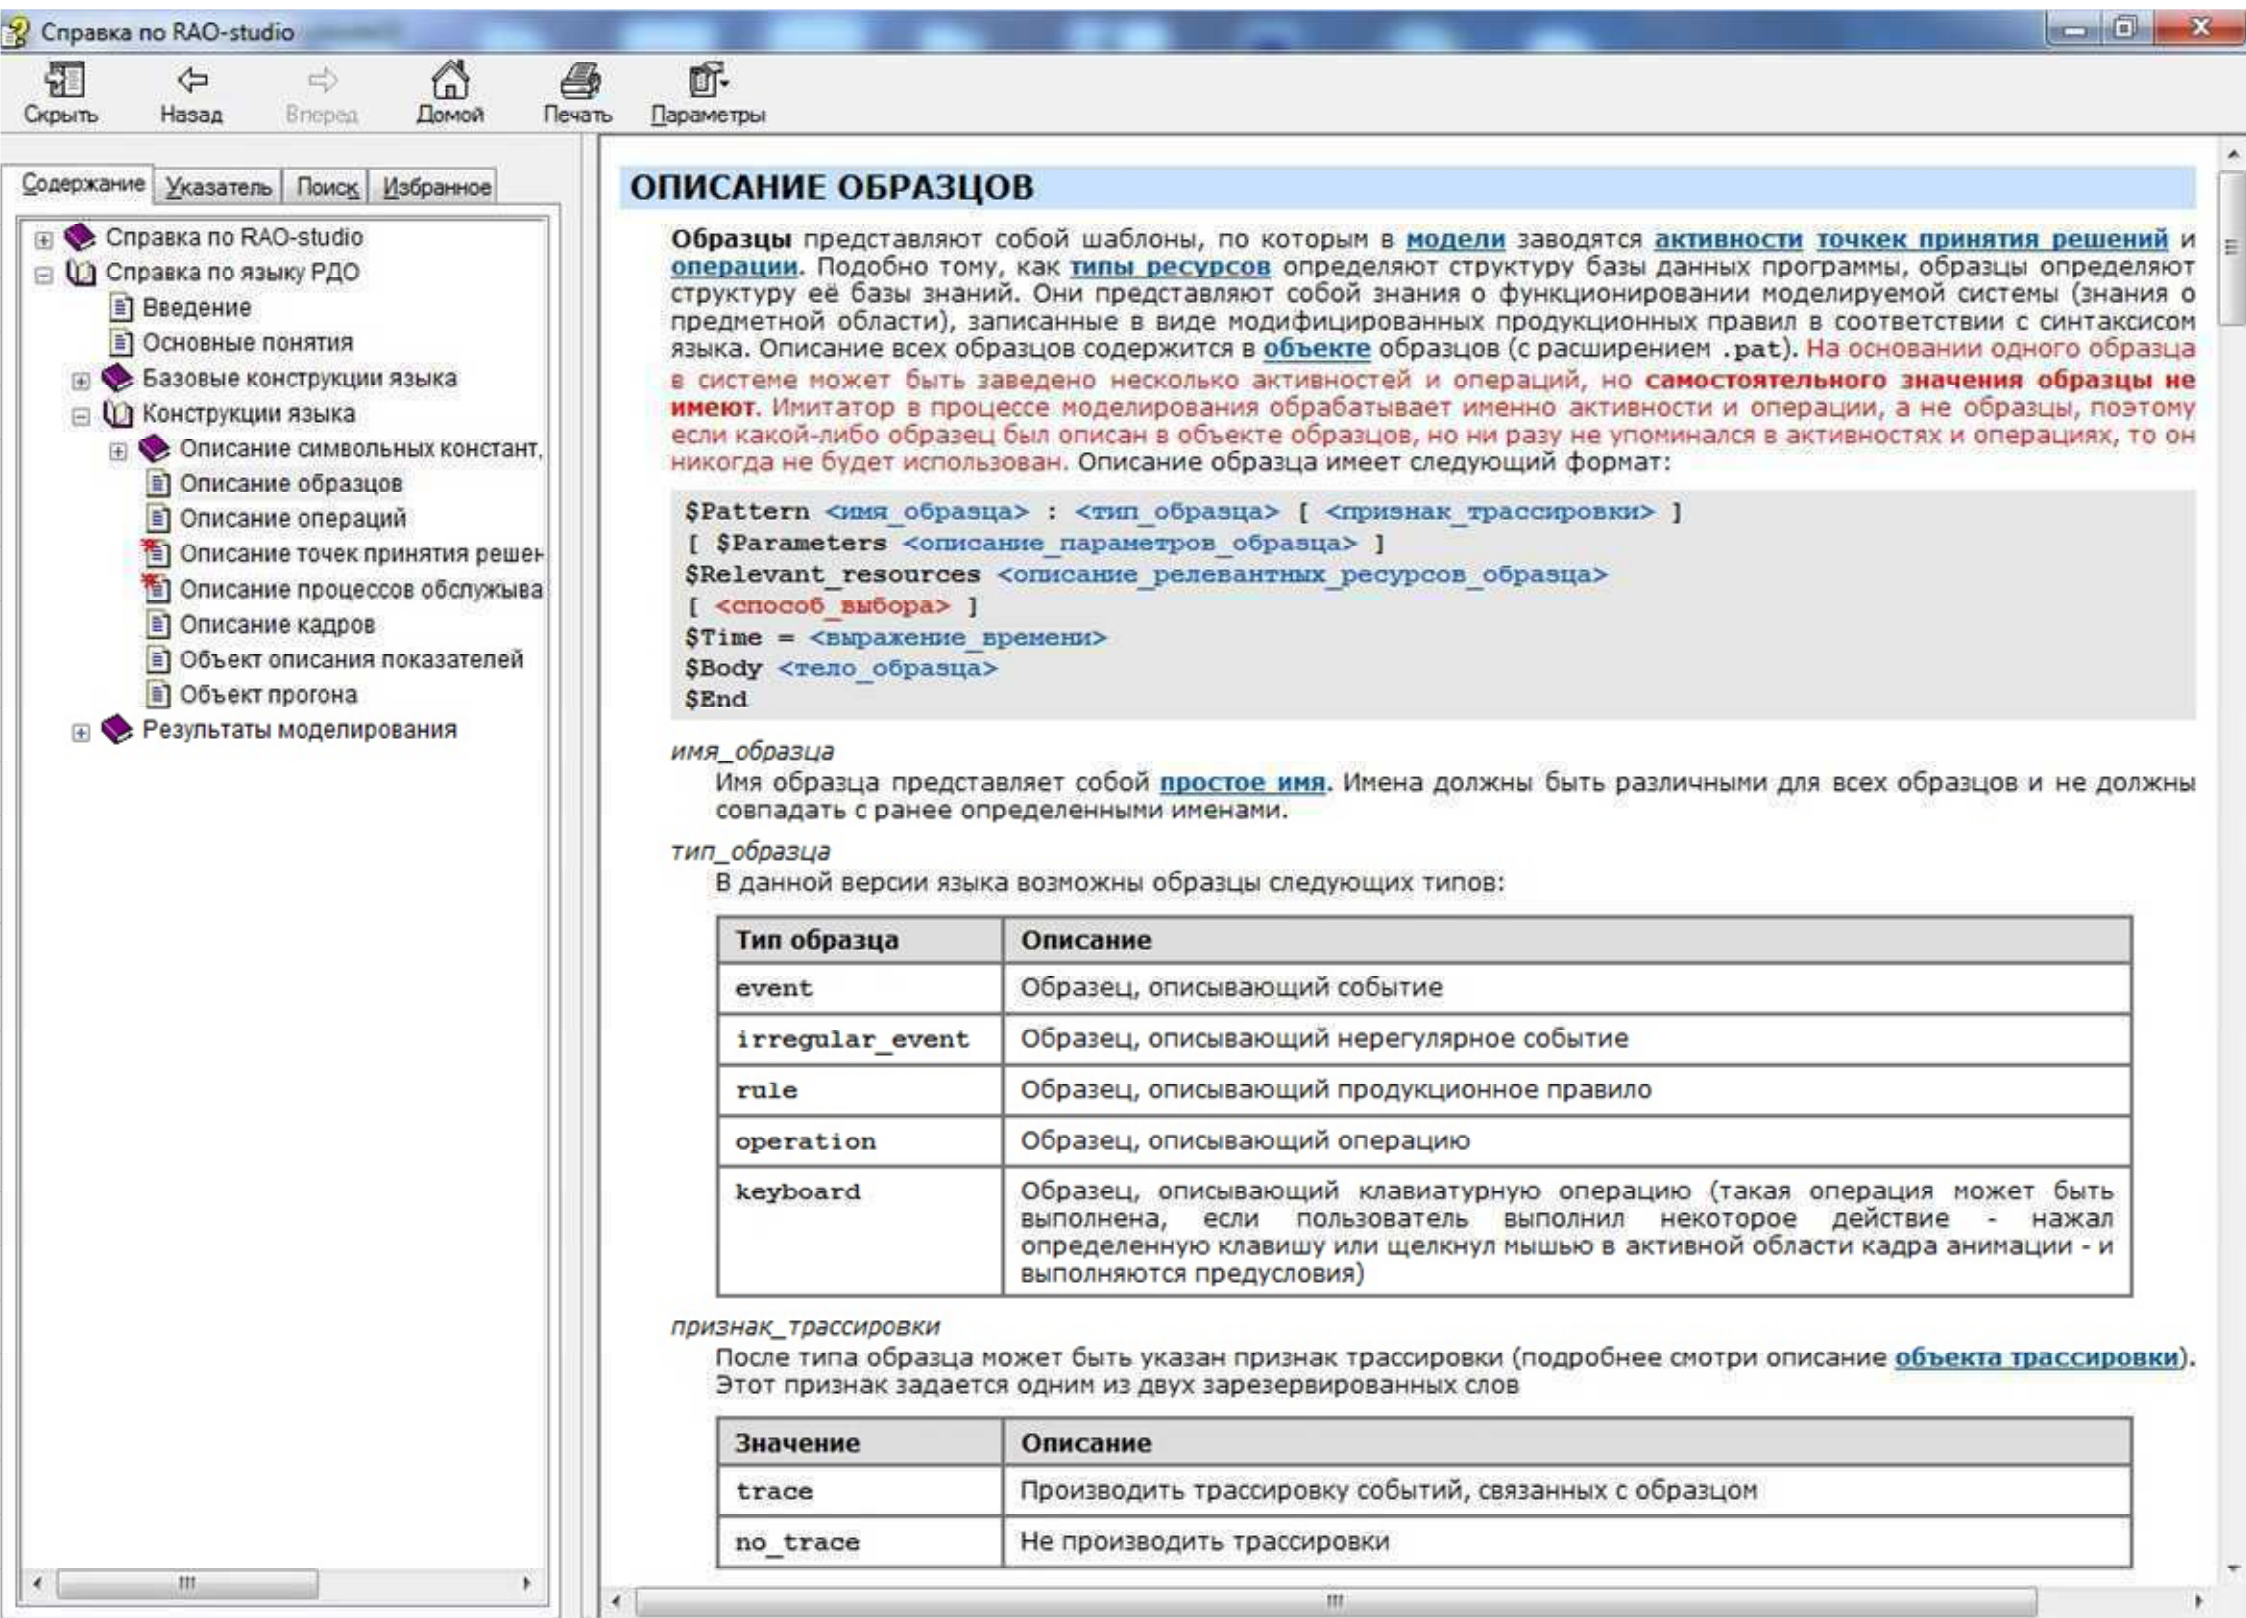 Справка по RAO-studio
Скрыть Назад Вперед Домой Печать Параметры
Содержание Указатель Поиск Избранное
Справка по RAO-studio
Справка по языку РДО
Введение
Основные понятия
Базовые конструкции языка
Конструкции языка
Описание символьных констант,
Описание образцов
Описание операций
Описание точек принятия решен
Описание процессов обслужыва
Описание кадров
Объект описания показателей
Объект прогона
Результаты моделирования
ОПИСАНИЕ ОБРАЗЦОВ
Образцы представляют собой шаблоны, по которым в модели заводятся активности точкек принятия решений и
операции. Подобно тому, как типы ресурсов определяют структуру базы данных программы, образцы определяют
структуру её базы знаний. Они представляют собой знания о функционировании моделируемой системы (знания о
предметной области), записанные в виде модифицированных продукционных правил в соответствии с синтаксисом
языка. Описание всех образцов содержится в объекте образцов (с расширением .pat). На основании одного образца
в системе может быть заведено несколько активностей и операций, но самостоятельного значения образцы не
имеют. Имитатор в процессе моделирования обрабатывает именно активности и операции, а не образцы, поэтому
если какой-либо образец был описан в объекте образцов, но ни разу не упоминался в активностях и операциях, то он
никогда не будет использован. Описание образца имеет следующий формат:
$Pattern <имя_образца> : <тип_образца> [ <признак_трассировки> ]
[ $Parameters <описание_параметров_образца> ]
$Relevant_resources <описание_релевантных_ресурсов_образца>
[ <способ_выбора> ]
$Time = <выражение_времени>
$Body <тело_образца>
$End
имя_образца
Имя образца представляет собой простое имя. Имена должны быть различными для всех образцов и не должны
совпадать с ранее определенными именами.
тип_образца
В данной версии языка возможны образцы следующих типов:
Тип образца Описание
event Образец, описывающий событие
irregular_event Образец, описывающий нерегулярное событие
rule Образец, описывающий продукционное правило
operation Образец, описывающий операцию
keyboard Образец, описывающий клавиатурную операцию (такая операция может быть
выполнена, если пользователь выполнил некоторое действие - нажал
определенную клавишу или щелкнул мышью в активной области кадра анимации - и
выполняются предусловия)
признак_трассировки
После типа образца может быть указан признак трассировки (подробнее смотри описание объекта трассировки).
Этот признак задается одним из двух зарезервированных слов
Значение Описание
trace Производить трассировку событий, связанных с образцом
no_trace Не производить трассировки